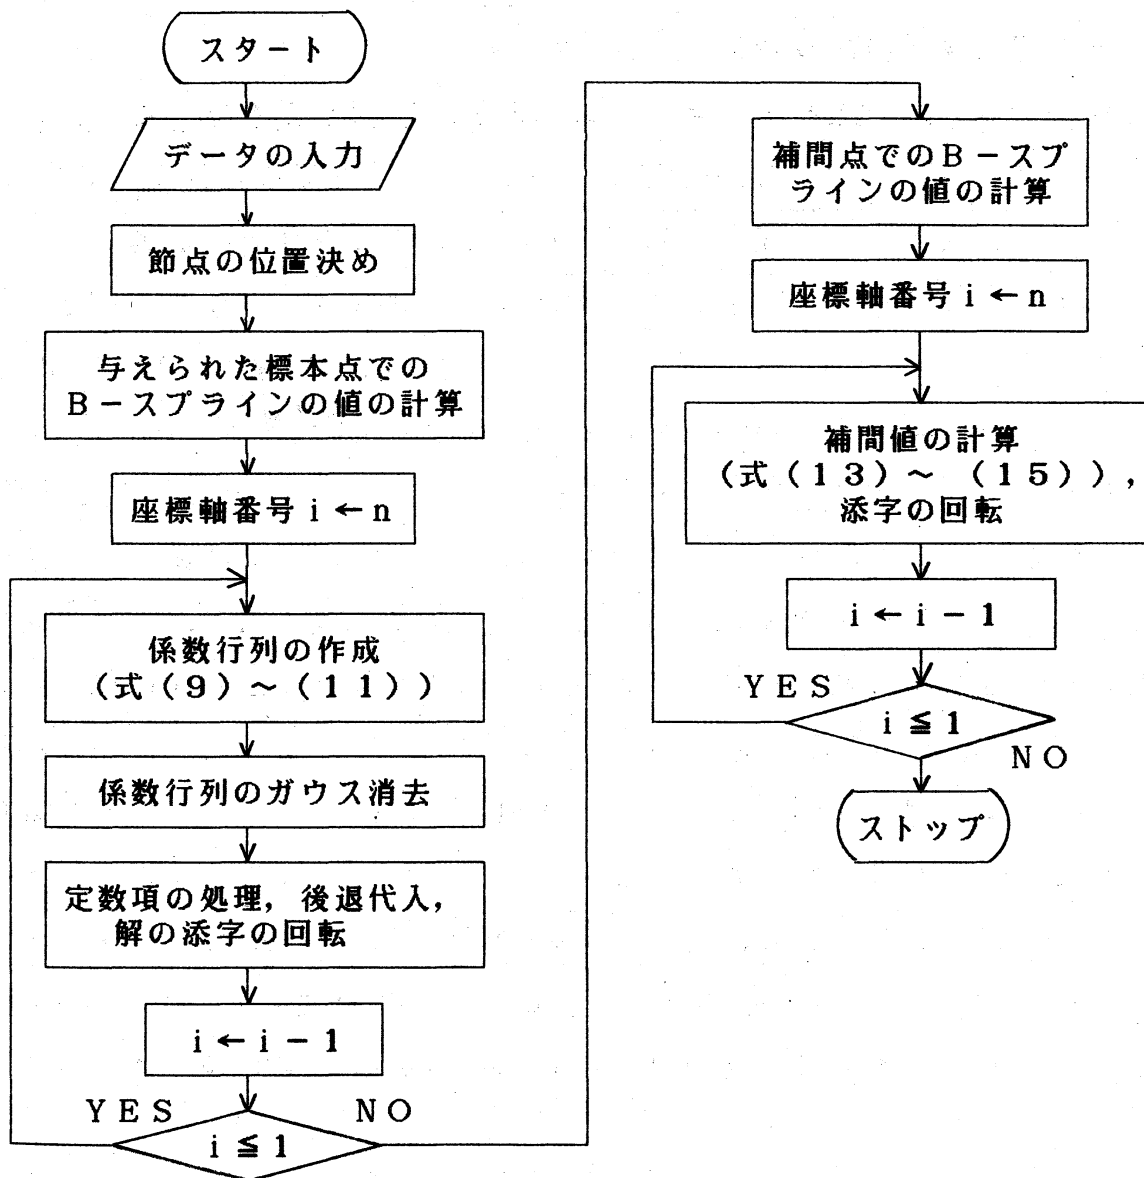 スタート
データの入力
節点の位置決め
与えられた標本点での
B-スプラインの値の計算
座標軸番号 i ← n
係数行列の作成
(式(9)~(11))
係数行列のガウス消去
定数項の処理, 後退代入,
解の添字の回転
i ← i - 1
YES
NO
i ≦ 1
補間点でのB-スプ
ラインの値の計算
座標軸番号 i ← n
補間値の計算
(式(13)~ (15)),
添字の回転
i ← i - 1
YES
i ≦ 1
NO
ストップ